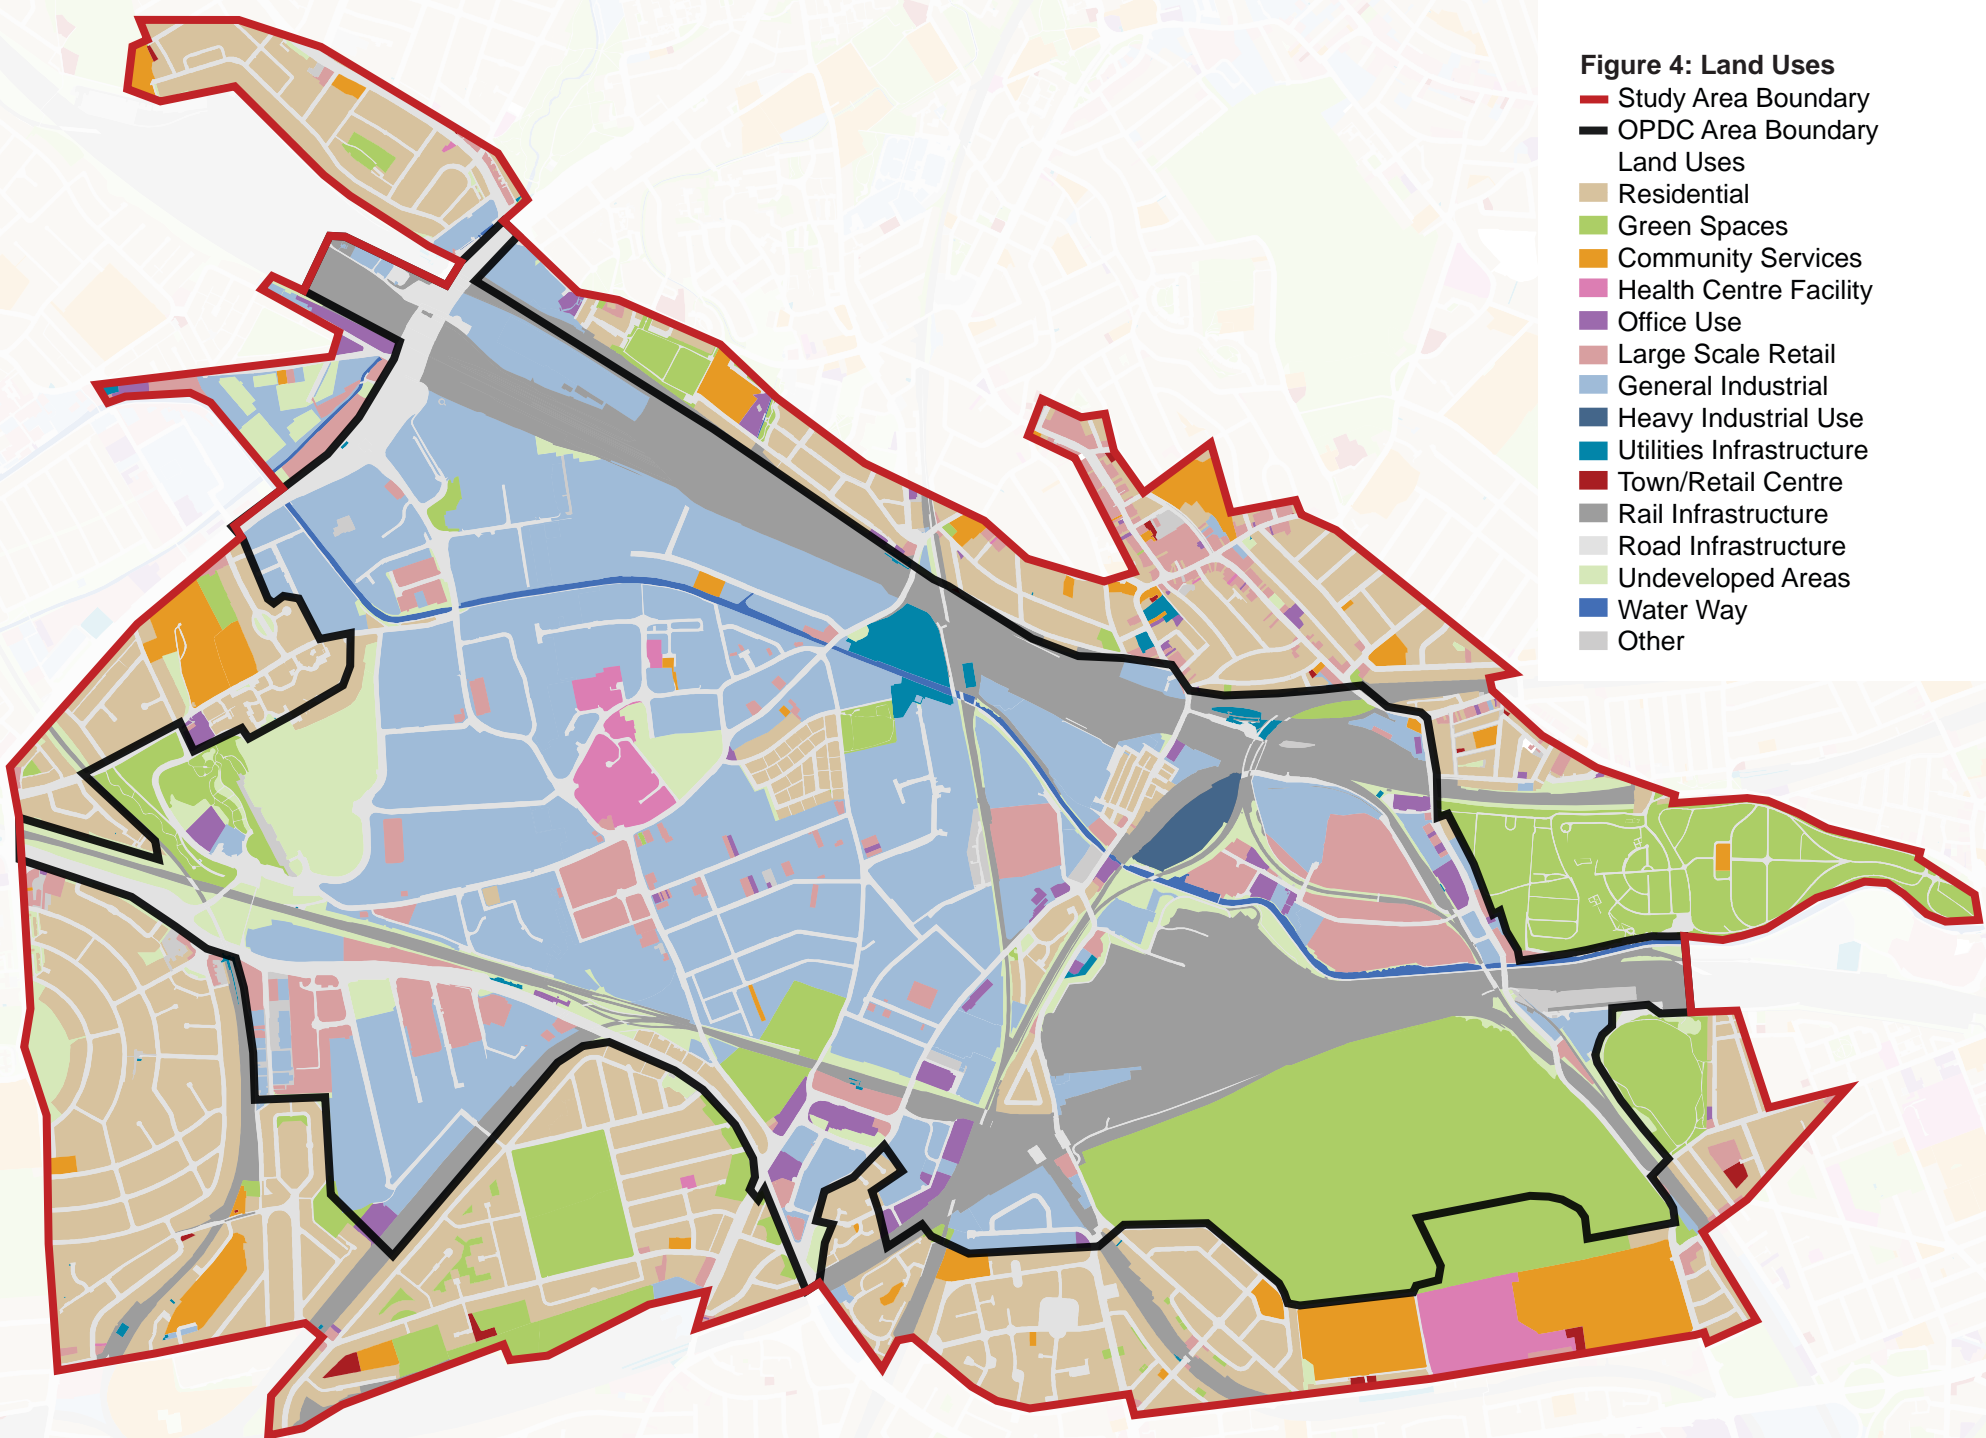 Figure 4: Land Uses
Study Area Boundary
OPDC Area Boundary
Land Uses
Residential
Green Spaces
Community Services
Health Centre Facility
Office Use
Large Scale Retail
General Industrial
Heavy Industrial Use
Utilities Infrastructure
Town/Retail Centre
Rail Infrastructure
Road Infrastructure
Undeveloped Areas
Water Way
Other